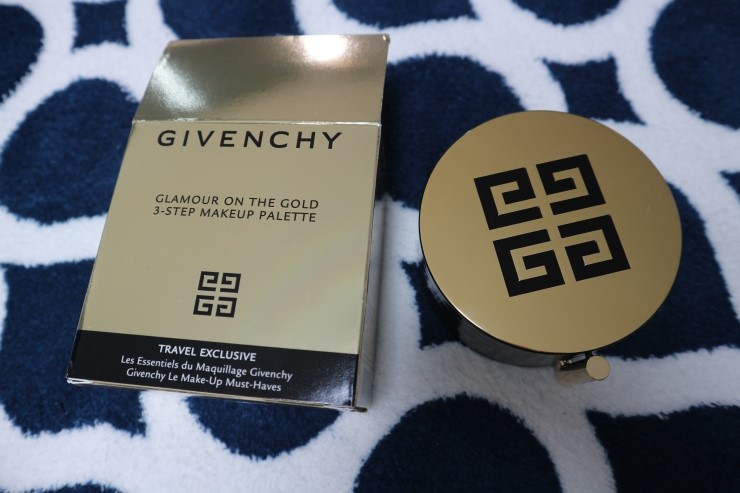 GIVENCHY
GLAMOUR ON THE GOLD
3-STEP MAKEUP PALETTE
TRAVEL EXCLUSIVE
Les Essentiels du Maquillage Givenchy
Givenchy Le Make-Up Must-Haves